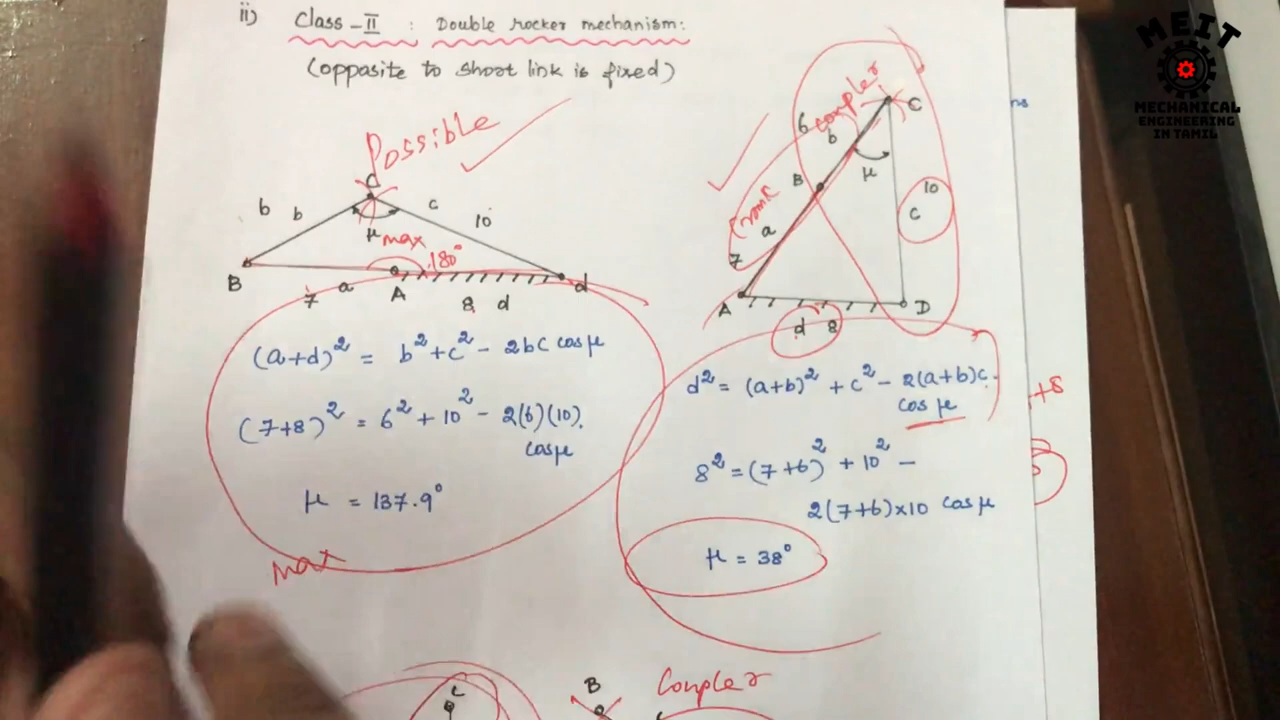 ii) Class-II : Double rocker mechanism:
(opposite to short link is fixed)
MEIT
MECHANICAL
ENGINEERING
IN TAMIL
Possible
C
b b
c
10
μ
max
180°
B
7 a A 8 d d
(a+d)² = b²+c² - 2bc cosμ
(7+8)² = 6²+10² - 2(6)(10).
cosμ
μ = 137.9°
max
coupler
C
6 b
B
μ
10
c
crank
a
7
A
d 8
D
d² = (a+b)² + c² - 2(a+b)c.
cos μ
8² = (7+6)² + 10² -
2(7+6)×10 cos μ
μ = 38°
+8
C
B
Coupler